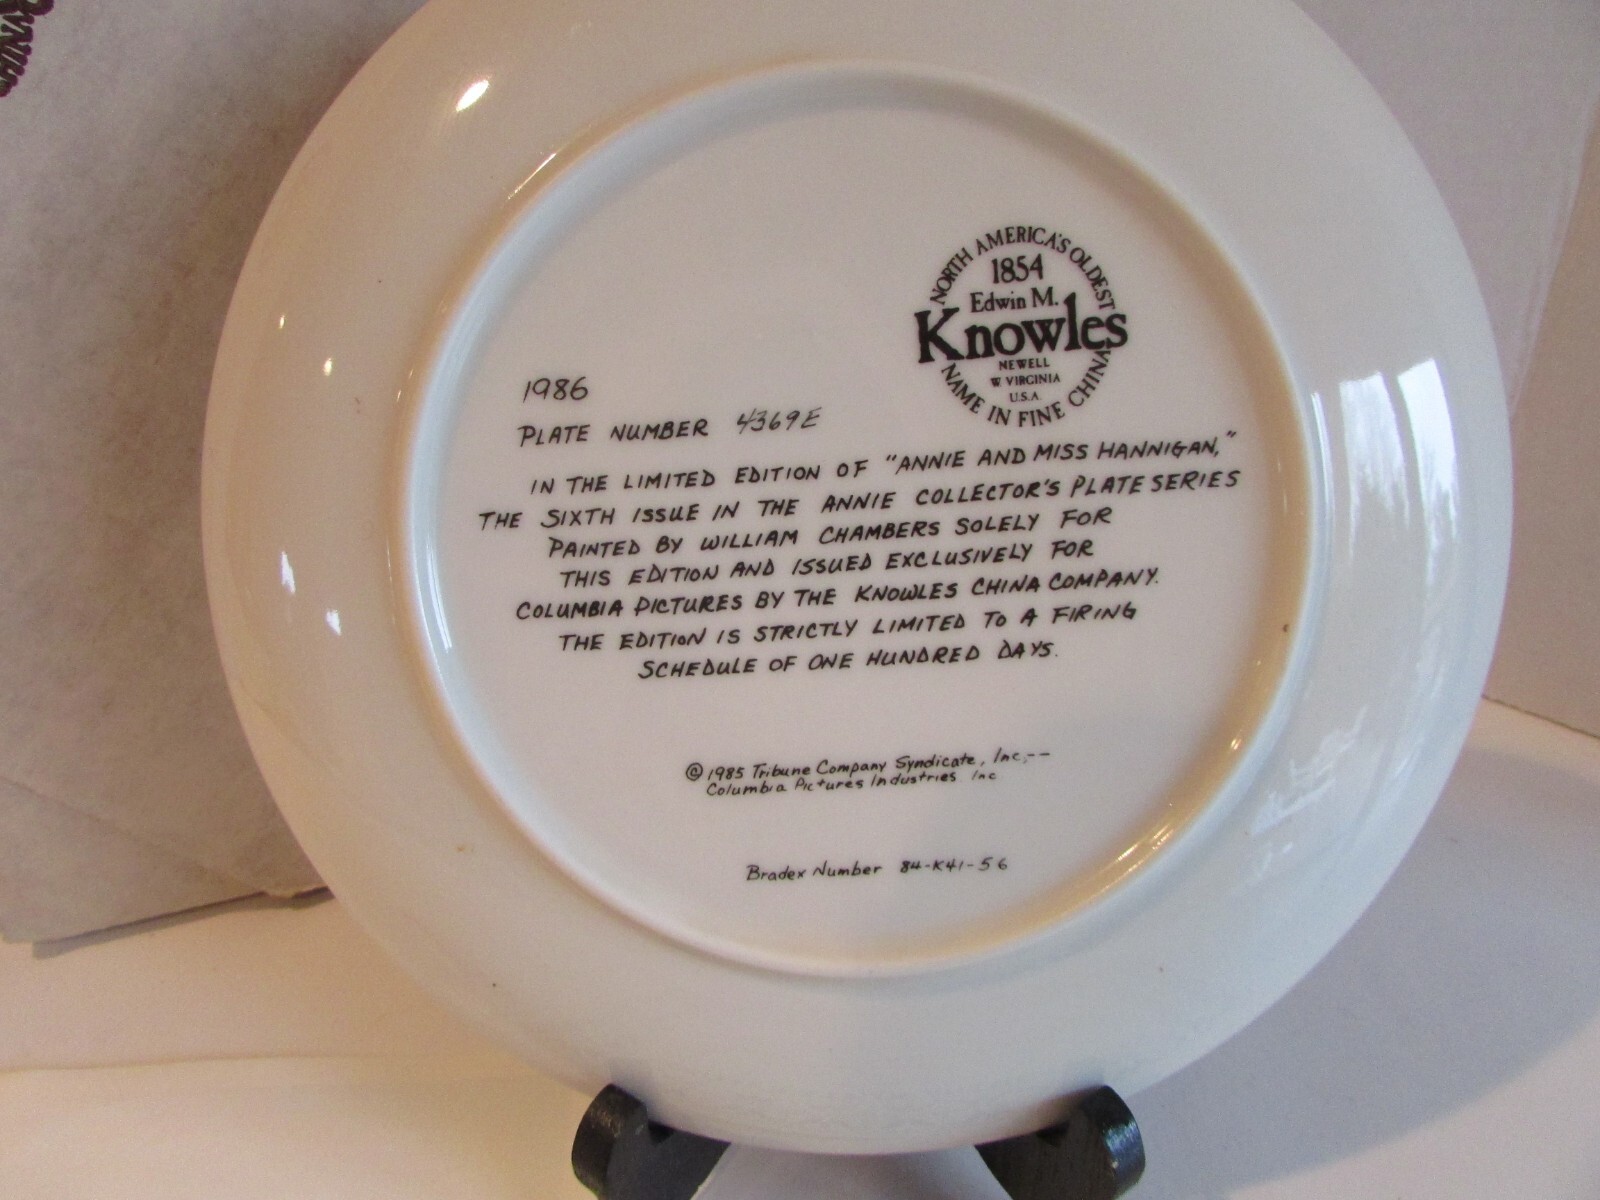 NORTH AMERICA'S OLDEST
1854
Edwin M.
Knowles
NEWELL
W VIRGINIA
U.S.A.
NAME IN FINE CHINA
1986
PLATE NUMBER 4369E
IN THE LIMITED EDITION OF "ANNIE AND MISS HANNIGAN,"
THE SIXTH ISSUE IN THE ANNIE COLLECTOR'S PLATE SERIES
PAINTED BY WILLIAM CHAMBERS SOLELY FOR
THIS EDITION AND ISSUED EXCLUSIVELY FOR
COLUMBIA PICTURES BY THE KNOWLES CHINA COMPANY.
THE EDITION IS STRICTLY LIMITED TO A FIRING
SCHEDULE OF ONE HUNDRED DAYS.
© 1985 Tribune Company Syndicate, Inc,--
Columbia Pictures Industries Inc
Bradex Number 84-K41-56